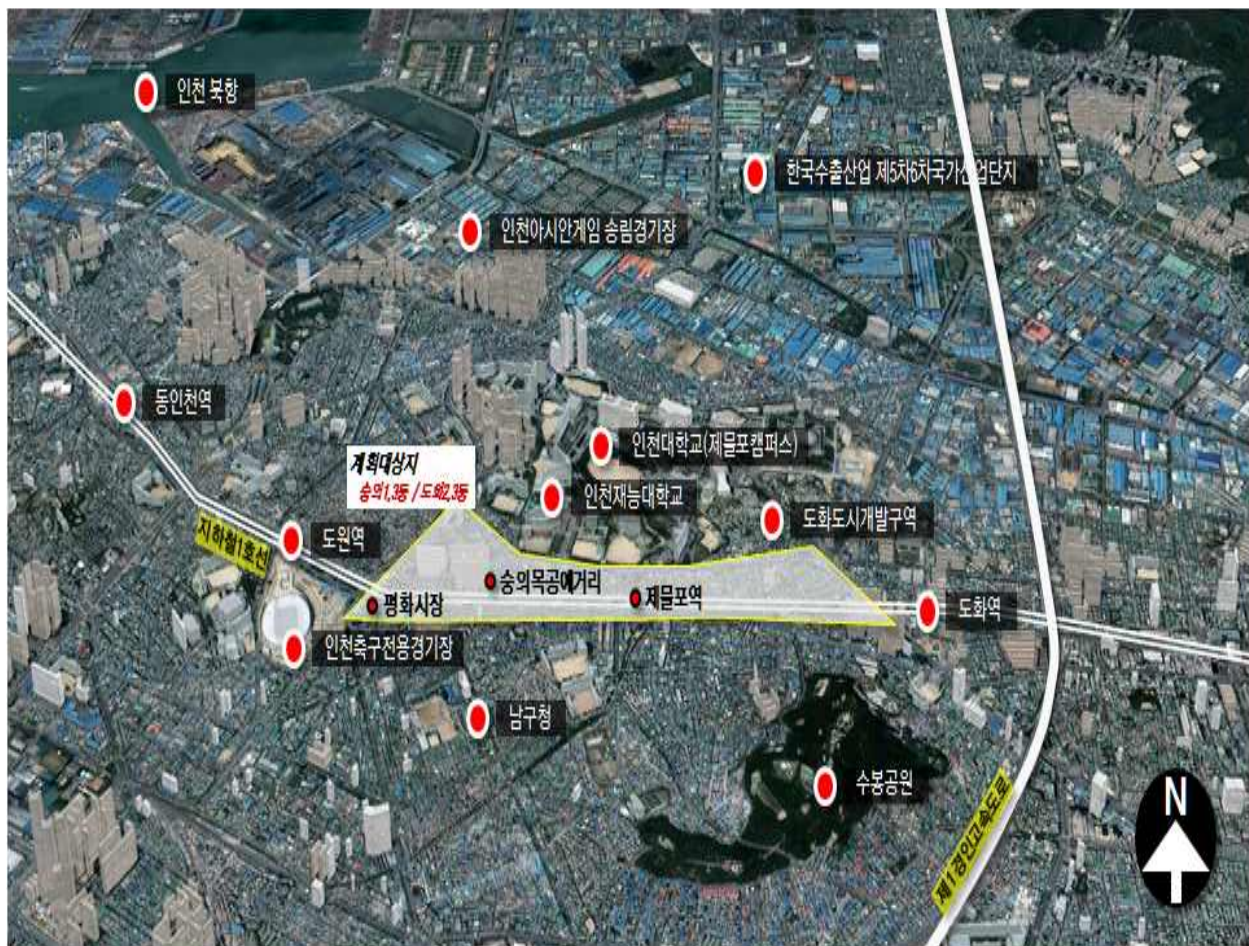 인천 북항
한국수출산업 제5차6차국가산업단지
인천아시안게임 송림경기장
동인천역
인천대학교(제물포캠퍼스)
계획대상지
숭의1,3동 / 도화2,3동
인천재능대학교
도화도시개발구역
지하철1호선
도원역
숭의목공예거리
제물포역
평화시장
도화역
인천축구전용경기장
남구청
수봉공원
제1경인고속도로
N